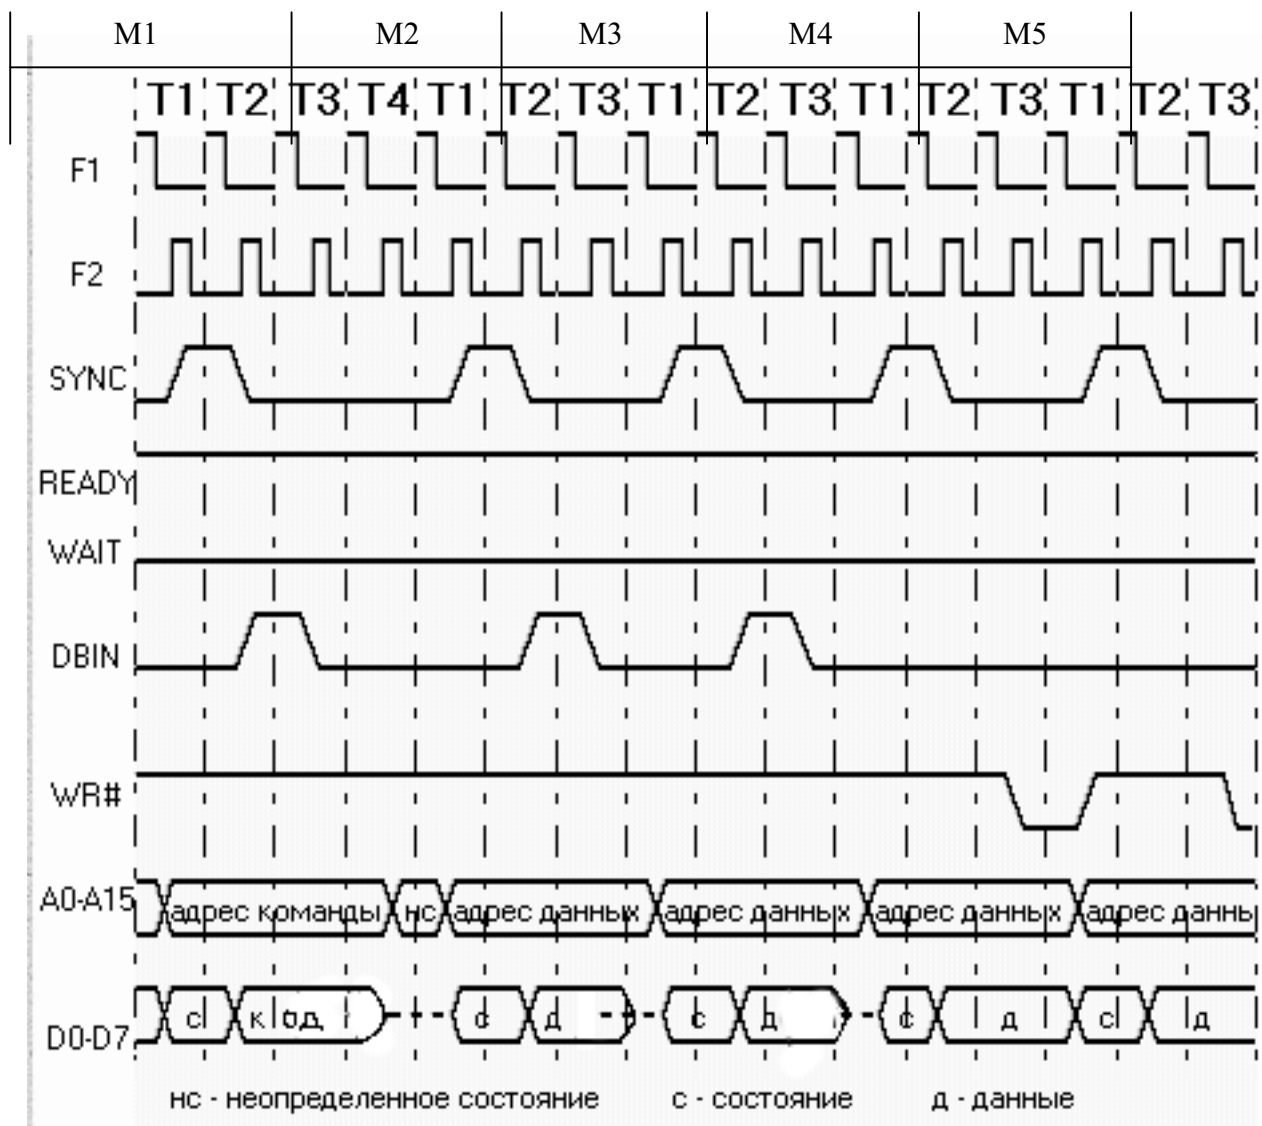 M1 M2 M3 M4 M5
T1 T2 T3 T4 T1 T2 T3 T1 T2 T3 T1 T2 T3 T1 T2 T3
F1
F2
SYNC
READY
WAIT
DBIN
WR#
A0-A15 адрес команды нс адрес данных адрес данных адрес данных адрес данны
D0-D7 с код с д с д с д с д
нс - неопределенное состояние с - состояние д - данные